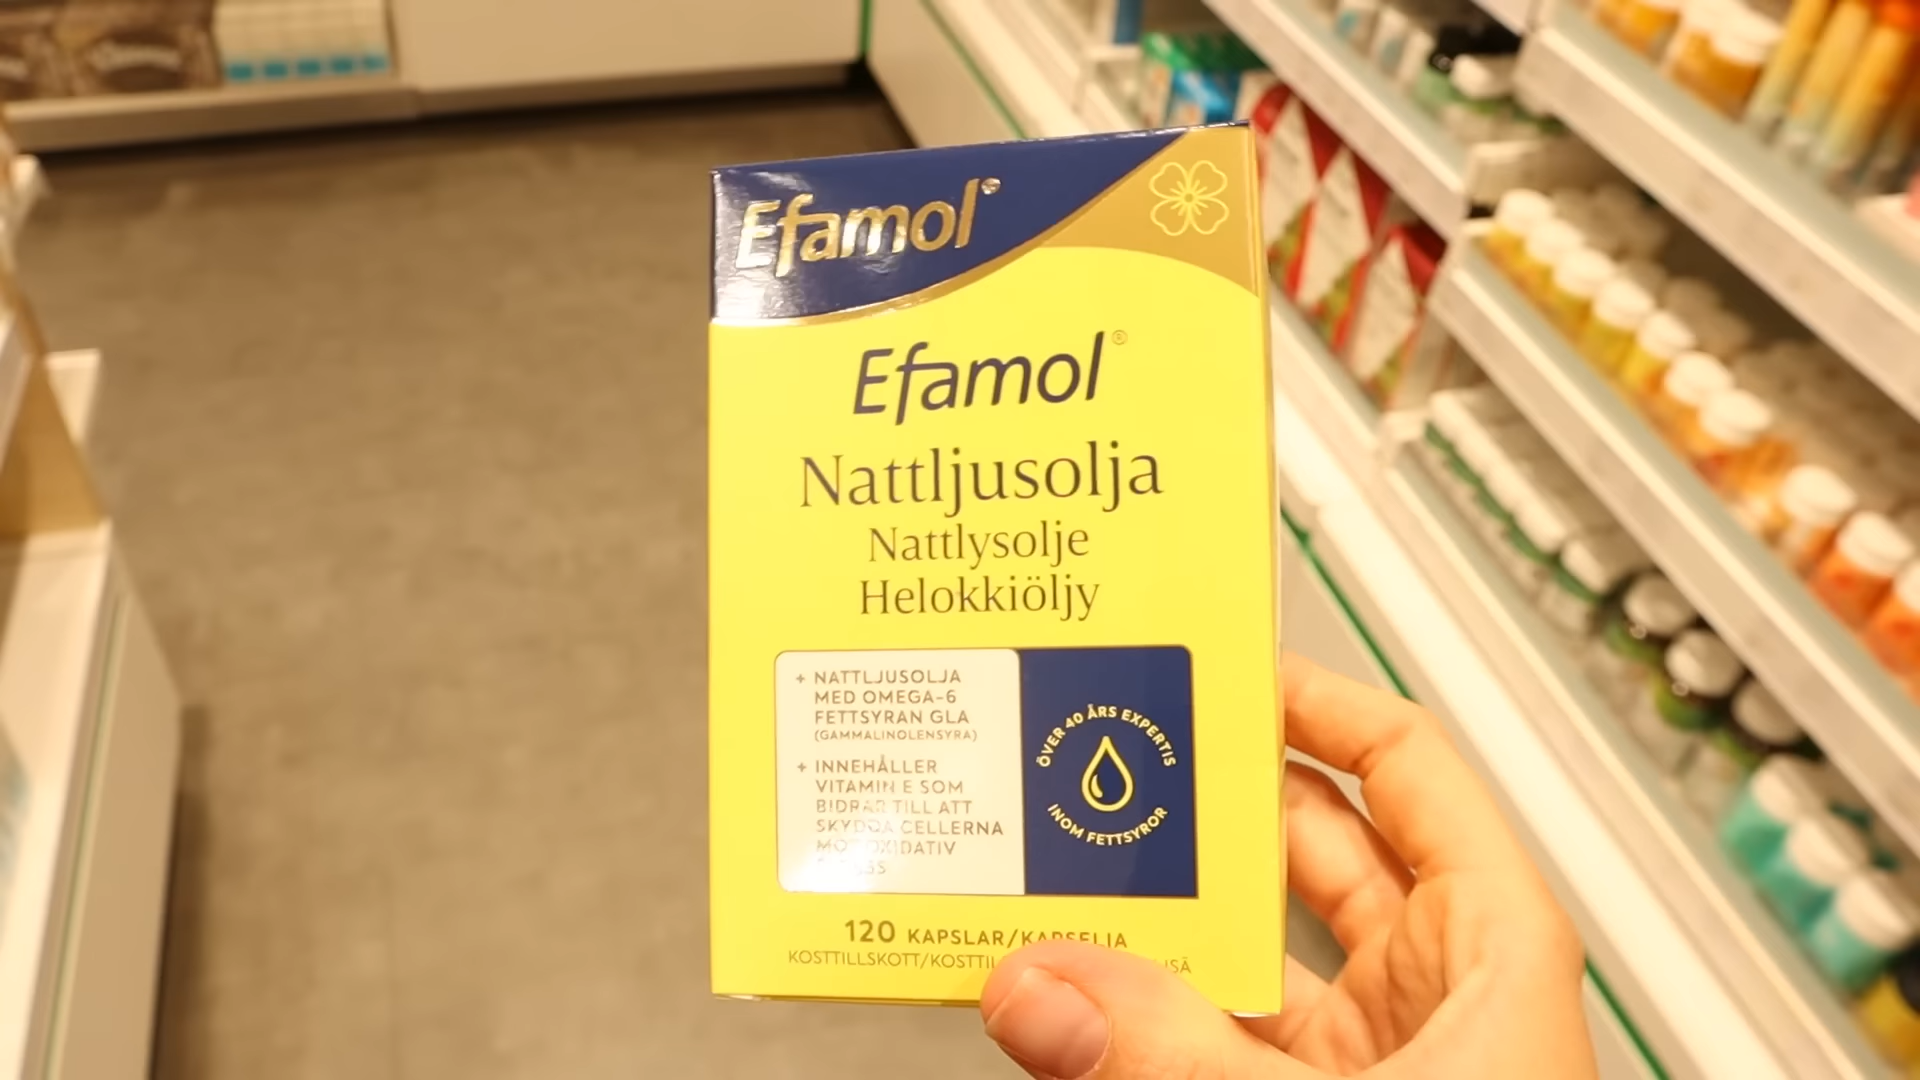 Efamol®
Efamol®
Nattljusolja
Nattlysolje
Helokkiöljy
+ NATTLJUSOLJA
MED OMEGA-6
FETTSYRAN GLA
(GAMMALINOLENSYRA)
+ INNEHÅLLER
VITAMIN E SOM
BIDRAR TILL ATT
SKYDDA CELLERNA
MOT OXIDATIV
ÖVER 40 ÅRS EXPERTIS
INOM FETTSYROR
120 KAPSLAR/KAPSELIA
KOSTTILLSKOTT/